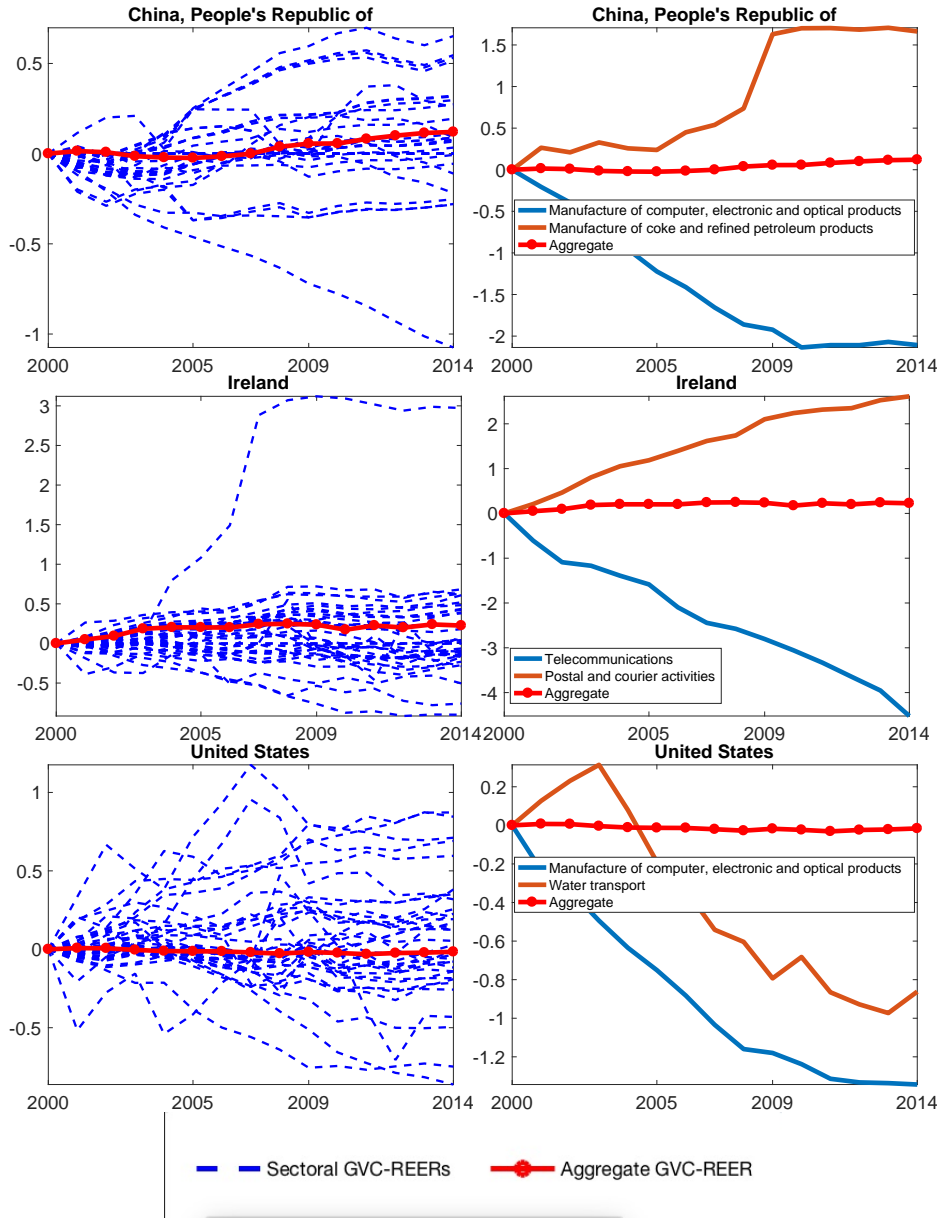 China, People's Republic of
0.5
0
-0.5
-1
2000 2005 2009 2014
China, People's Republic of
1.5
1
0.5
0
-0.5
-1
-1.5
-2
Manufacture of computer, electronic and optical products
Manufacture of coke and refined petroleum products
Aggregate
2000 2005 2009 2014
Ireland
3
2.5
2
1.5
1
0.5
0
-0.5
2000 2005 2009 2014
Ireland
2
1
0
-1
-2
-3
-4
Telecommunications
Postal and courier activities
Aggregate
2000 2005 2009 2014
United States
1
0.5
0
-0.5
2000 2005 2009 2014
United States
0.2
0
-0.2
-0.4
-0.6
-0.8
-1
-1.2
Manufacture of computer, electronic and optical products
Water transport
Aggregate
2000 2005 2009 2014
Sectoral GVC-REERs Aggregate GVC-REER